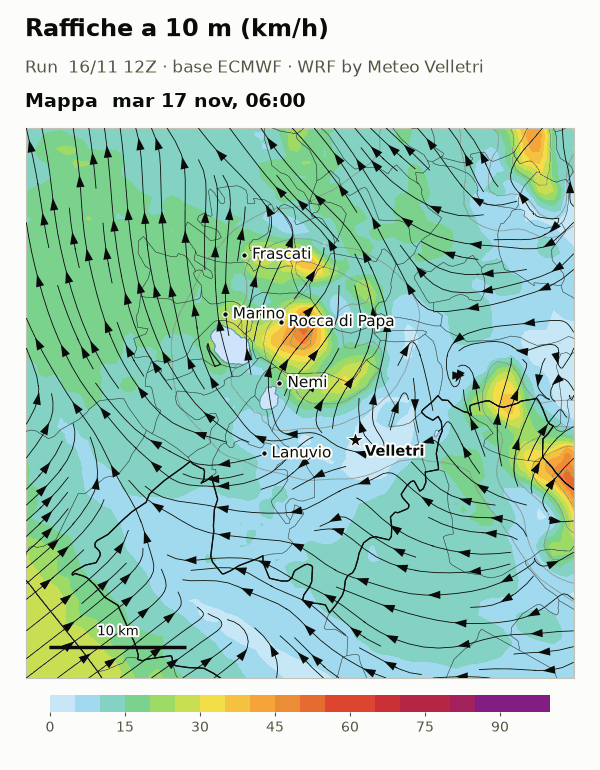 Raffiche a 10 m (km/h)
Run 16/11 12Z · base ECMWF · WRF by Meteo Velletri
Mappa mar 17 nov, 06:00
Frascati
Marino
Rocca di Papa
Nemi
Velletri
Lanuvio
10 km
0 15 30 45 60 75 90